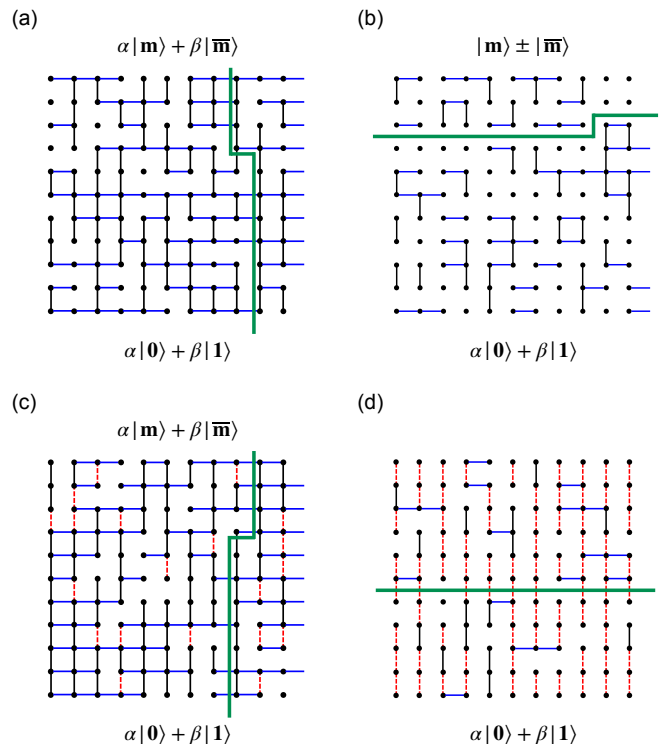 (a)
α|𝐦⟩ + β|𝐦̅⟩
α|𝟎⟩ + β|𝟏⟩
(b)
|𝐦⟩ ± |𝐦̅⟩
α|𝟎⟩ + β|𝟏⟩
(c)
α|𝐦⟩ + β|𝐦̅⟩
α|𝟎⟩ + β|𝟏⟩
(d)
α|𝟎⟩ + β|𝟏⟩